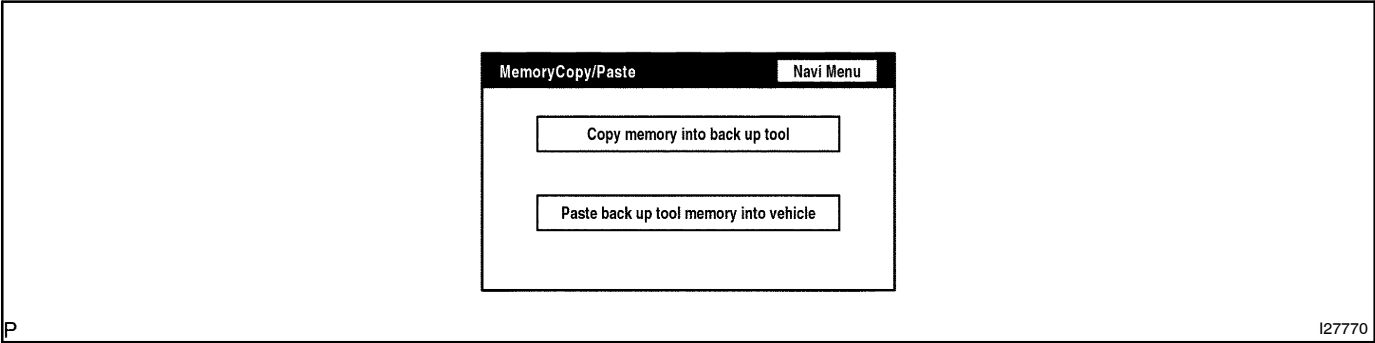 MemoryCopy/Paste
Navi Menu
Copy memory into back up tool
Paste back up tool memory into vehicle
P
I27770